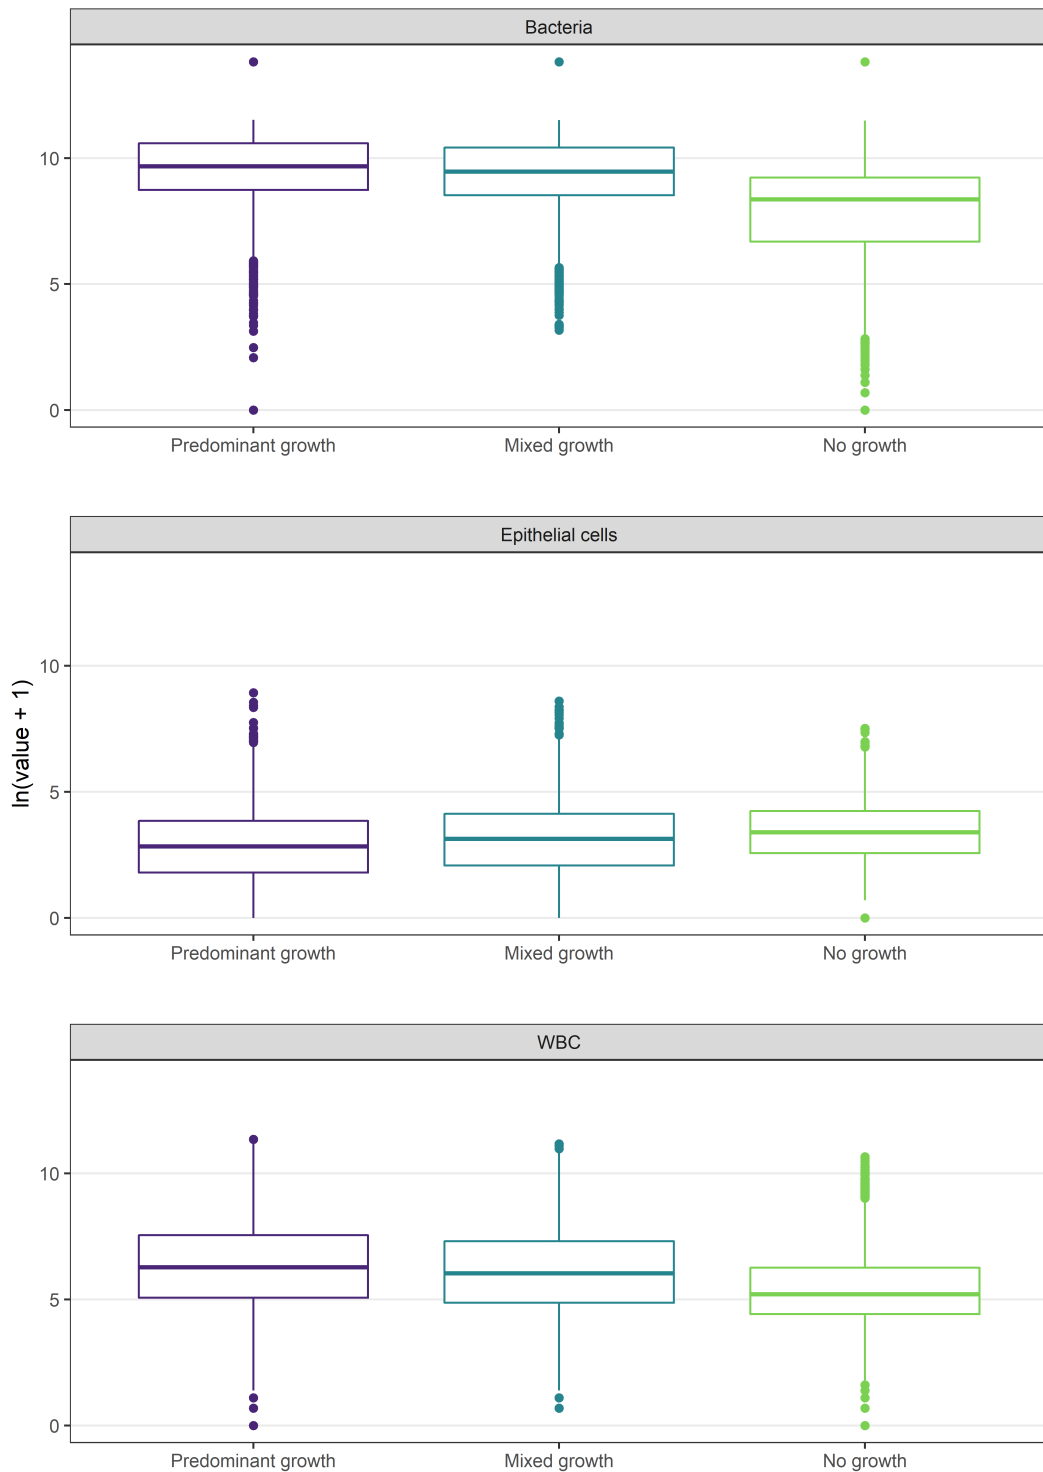 Bacteria
10
5
0
Predominant growth Mixed growth No growth
Epithelial cells
ln(value + 1)
10
5
0
Predominant growth Mixed growth No growth
WBC
10
5
0
Predominant growth Mixed growth No growth